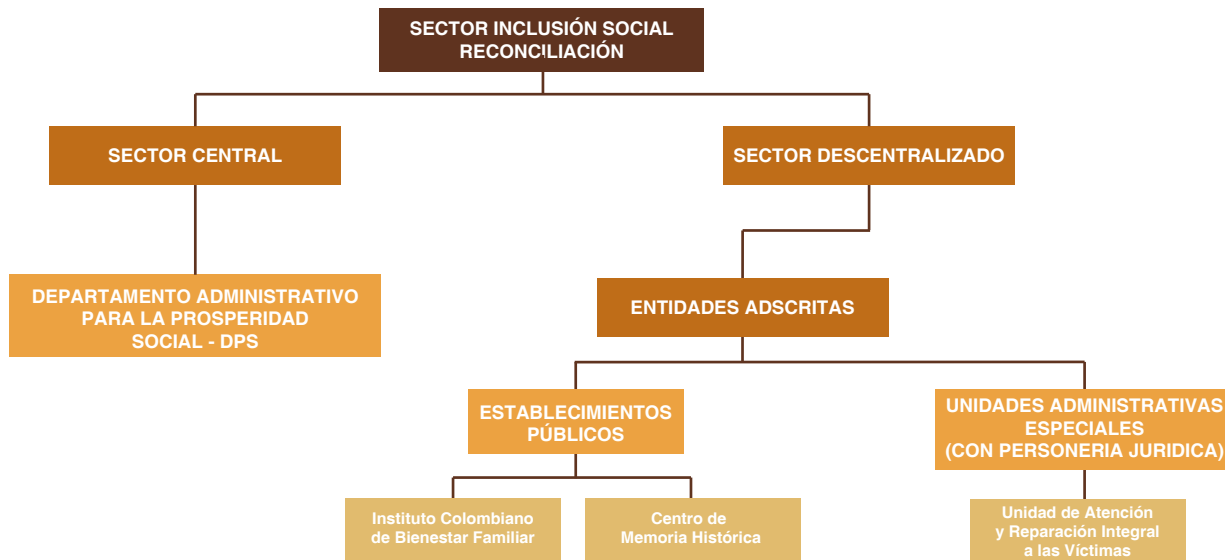 SECTOR INCLUSIÓN SOCIAL
RECONCILIACIÓN
SECTOR CENTRAL
SECTOR DESCENTRALIZADO
DEPARTAMENTO ADMINISTRATIVO
PARA LA PROSPERIDAD
SOCIAL - DPS
ENTIDADES ADSCRITAS
ESTABLECIMIENTOS
PÚBLICOS
UNIDADES ADMINISTRATIVAS
ESPECIALES
(CON PERSONERIA JURIDICA)
Instituto Colombiano
de Bienestar Familiar
Centro de
Memoria Histórica
Unidad de Atención
y Reparación Integral
a las Víctimas